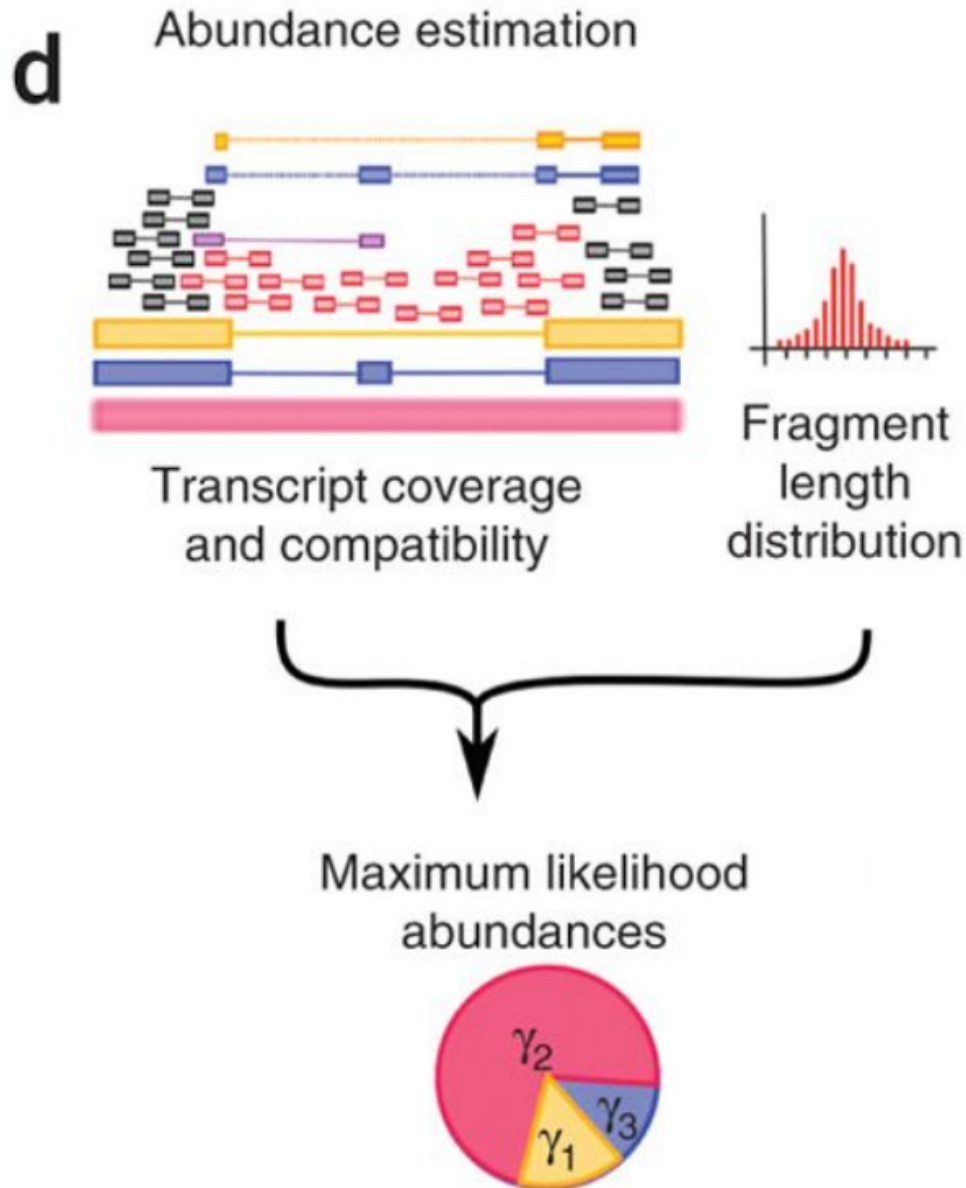 d
Abundance estimation
Transcript coverage
and compatibility
Fragment
length
distribution
Maximum likelihood
abundances
γ2
γ3
γ1